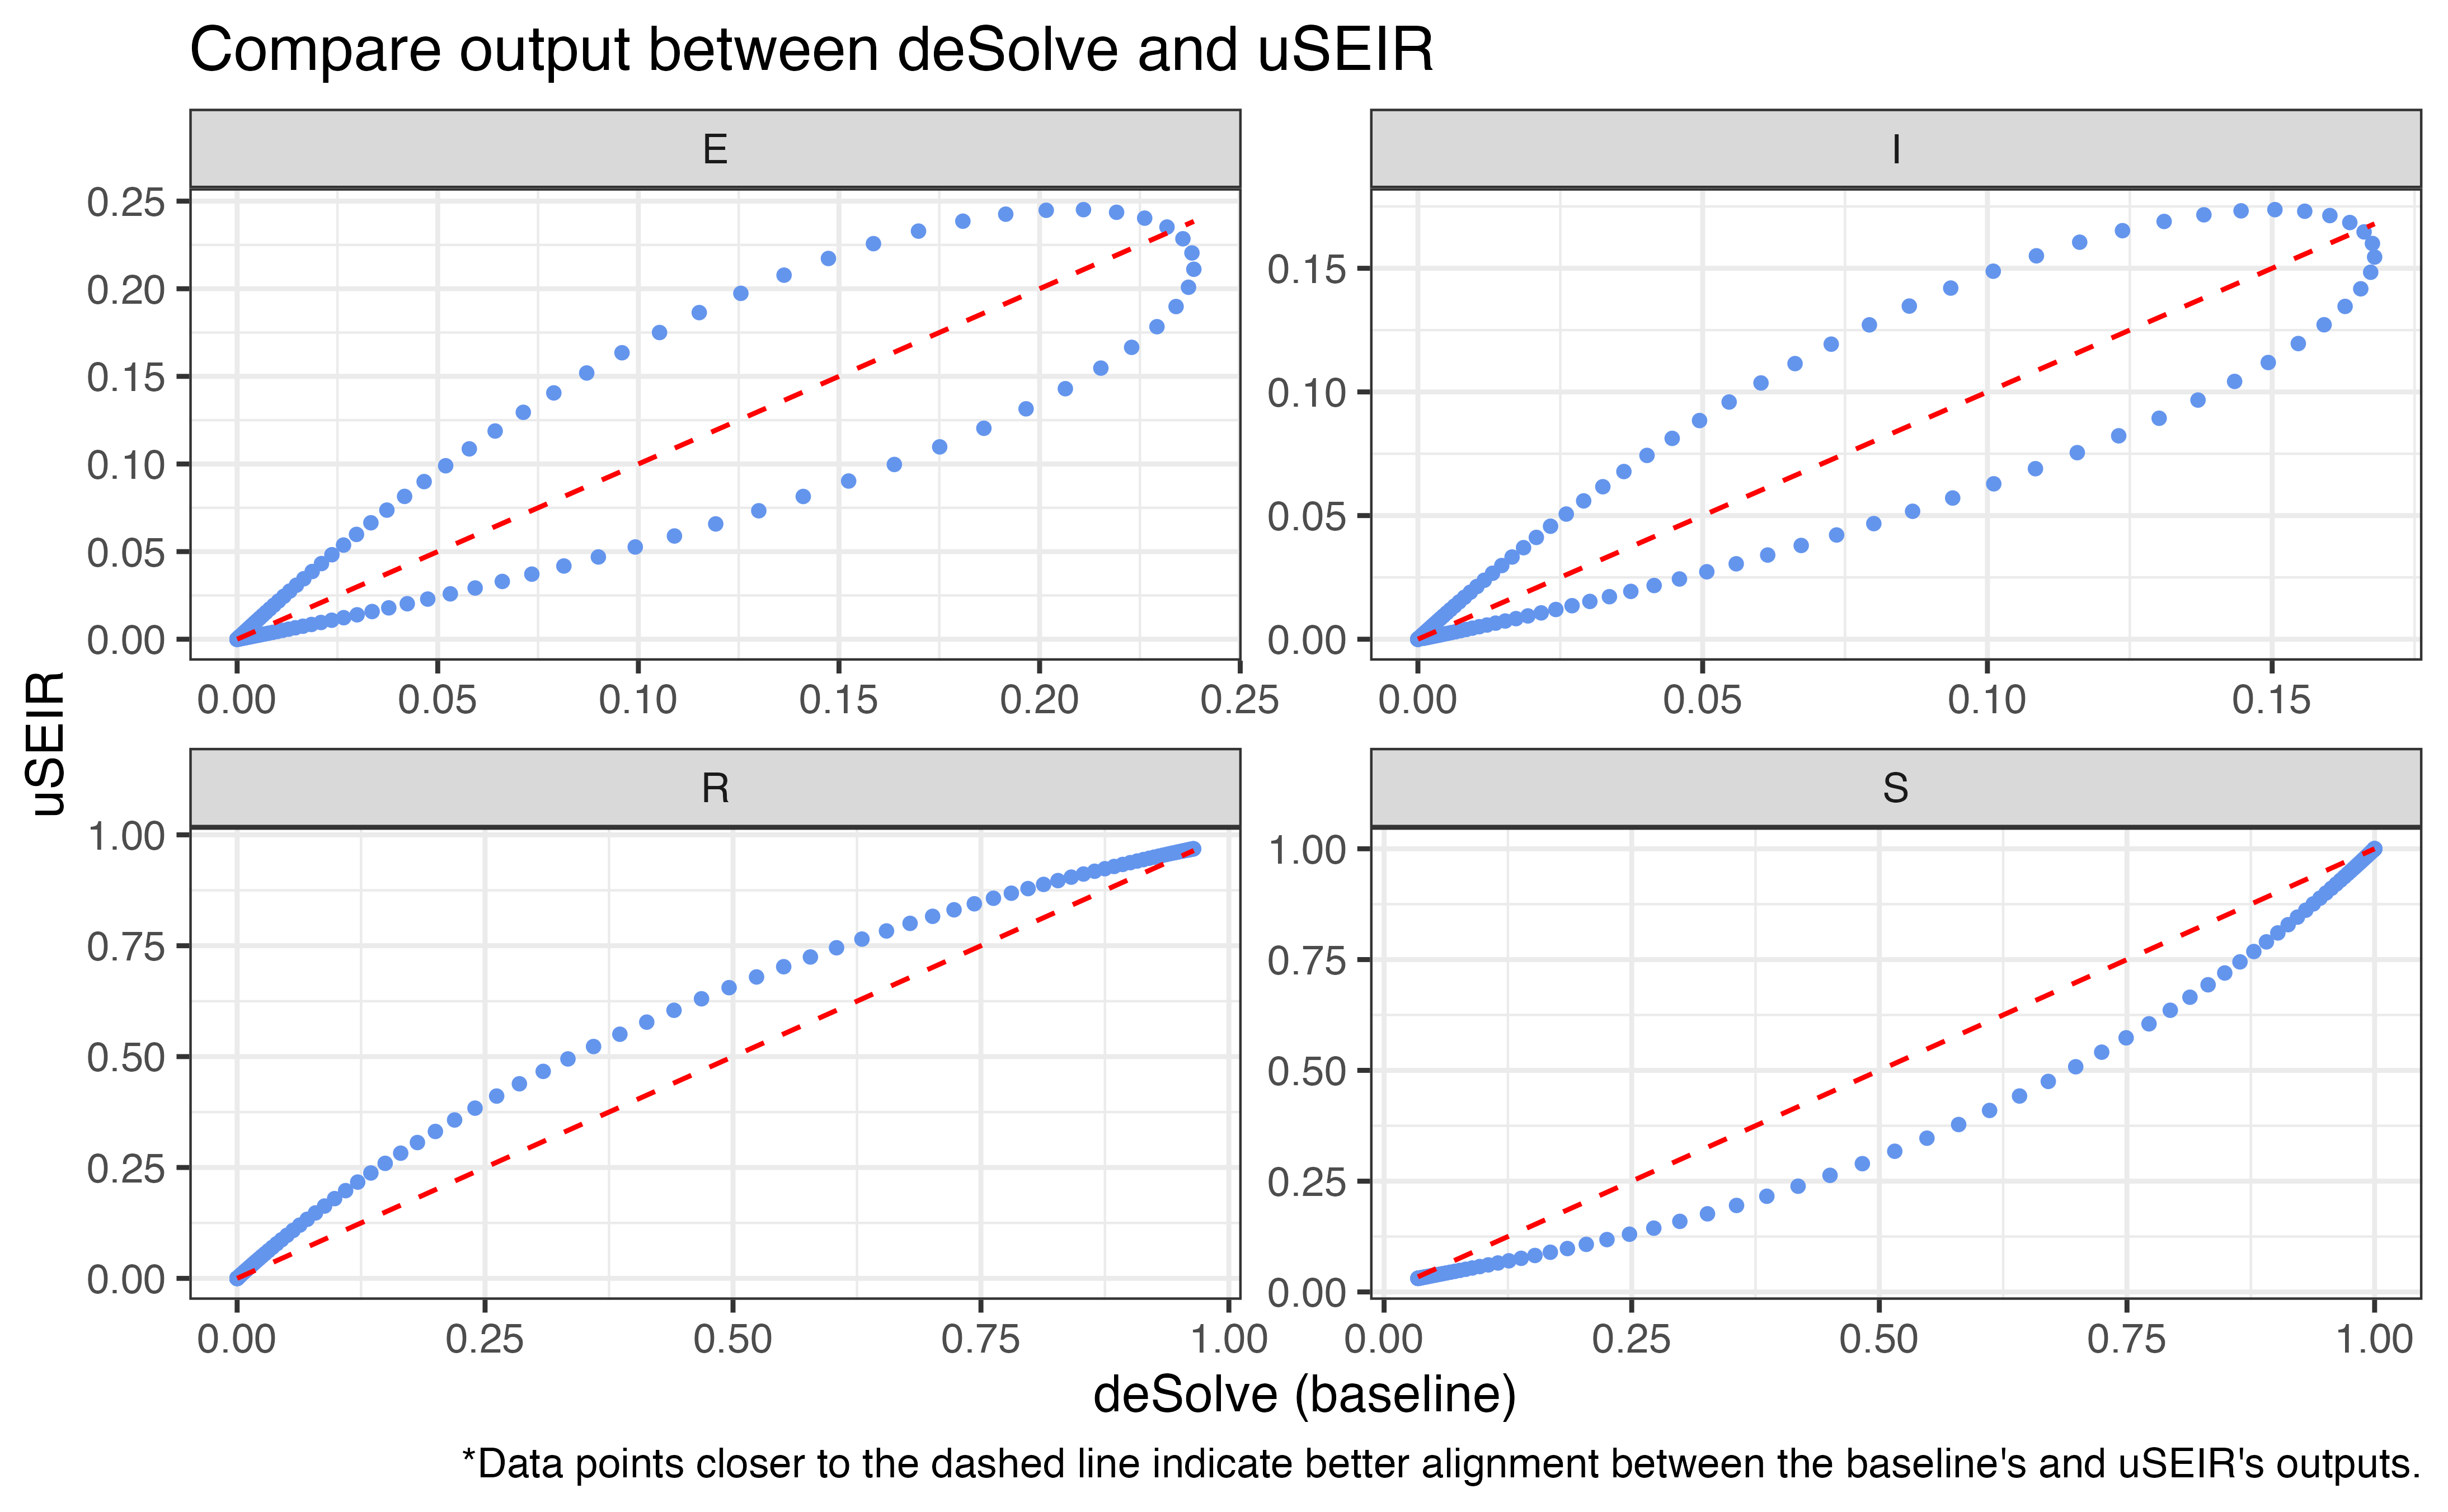 Compare output between deSolve and uSEIR
E
I
0.25
0.20
0.15
0.10
0.05
0.00
0.15
0.10
0.05
0.00
0.00 0.05 0.10 0.15 0.20 0.25
0.00 0.05 0.10 0.15
uSEIR
R
S
1.00
0.75
0.50
0.25
0.00
1.00
0.75
0.50
0.25
0.00
0.00 0.25 0.50 0.75 1.00
0.00 0.25 0.50 0.75 1.00
deSolve (baseline)
*Data points closer to the dashed line indicate better alignment between the baseline's and uSEIR's outputs.